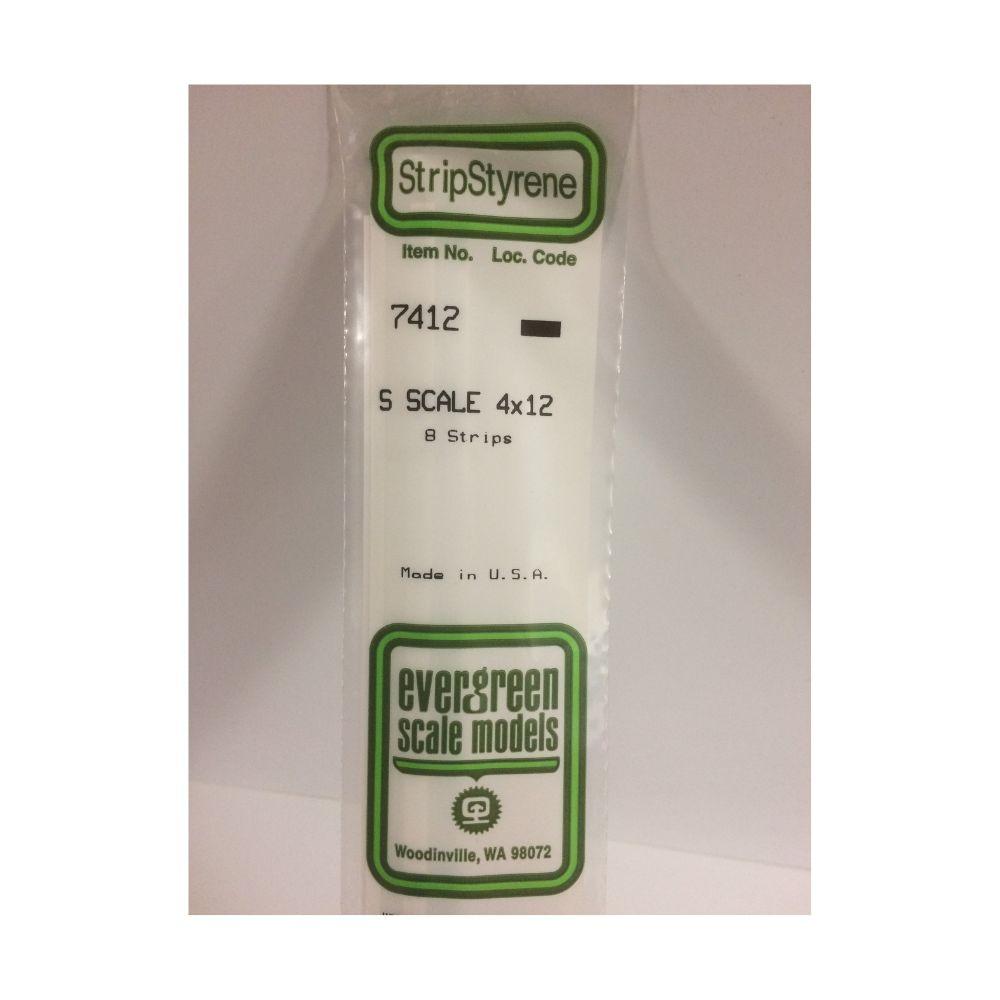 StripStyrene
Item No. Loc. Code
7412
S SCALE 4x12
8 Strips
Made in U.S.A.
evergreen
scale models
Woodinville, WA 98072